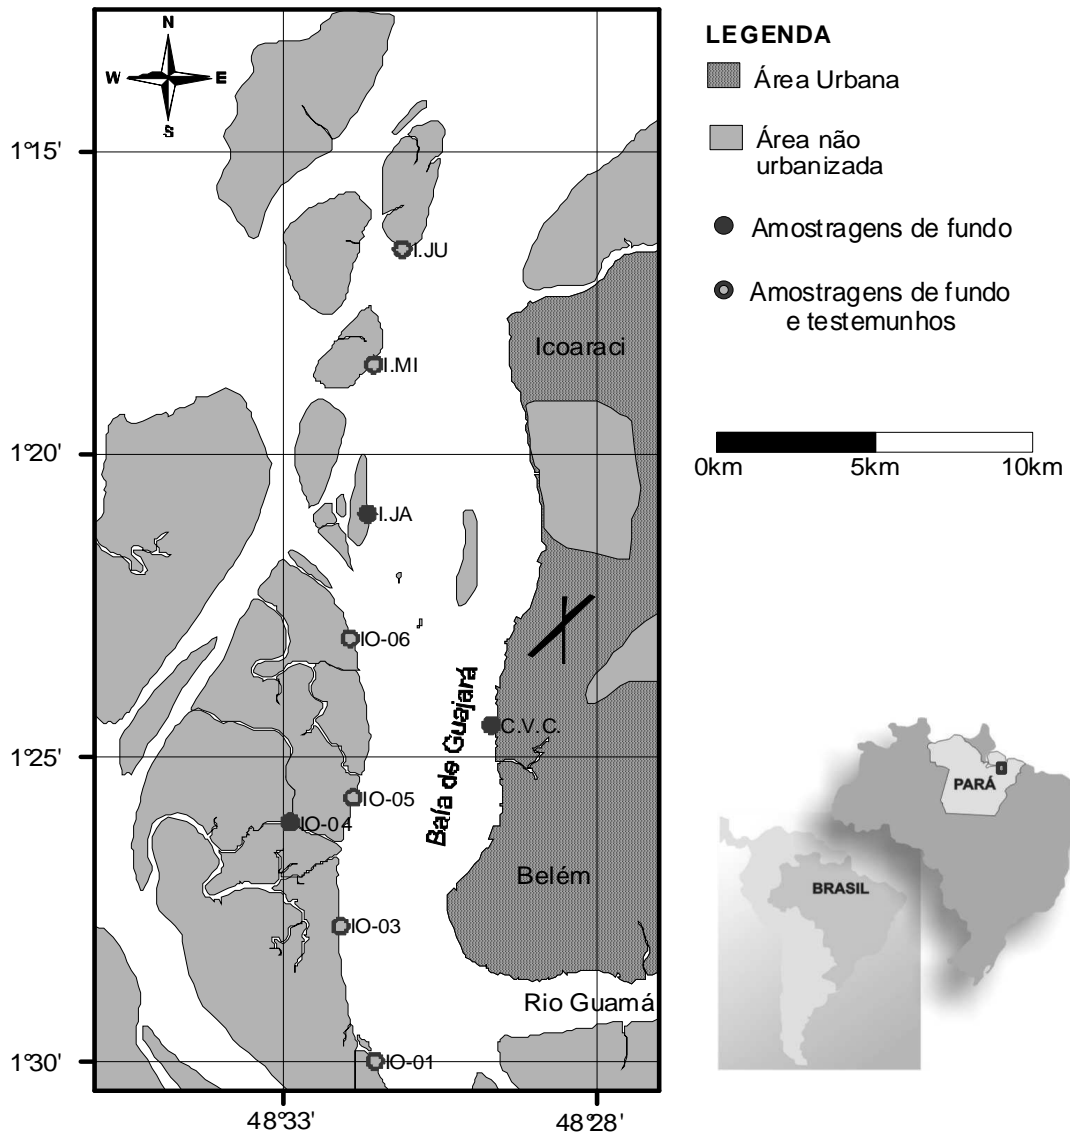 N
W E
S
1°15'
1°20'
1°25'
1°30'
48°33'
48°28'
I.JU
I.MI
I.JA
IO-06
C.V.C.
IO-05
IO-04
IO-03
IO-01
Icoaraci
Baía de Guajará
Belém
Rio Guamá
LEGENDA
Área Urbana
Área não
urbanizada
Amostragens de fundo
Amostragens de fundo
e testemunhos
0km 5km 10km
PARÁ
BRASIL